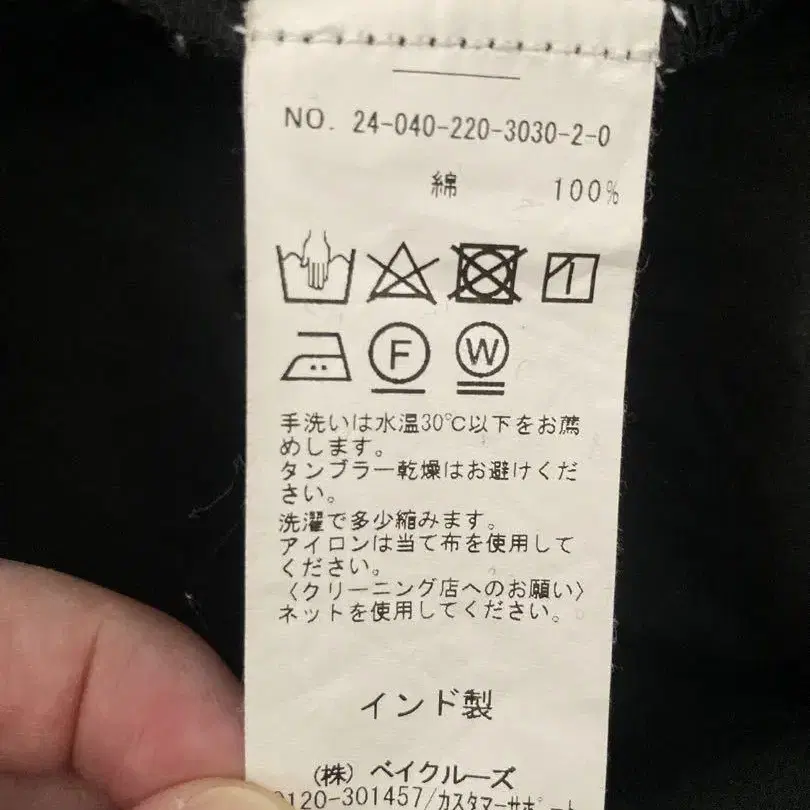 NO. 24-040-220-3030-2-0
綿 100%
F W
手洗いは水温30℃以下をお薦
めします。
タンブラー乾燥はお避けくだ
さい。
洗濯で多少縮みます。
アイロンは当て布を使用して
ください。
〈クリーニング店へのお願い〉
ネットを使用してください。
インド製
(株) ベイクルーズ
0120-301457/カスタマーサポート